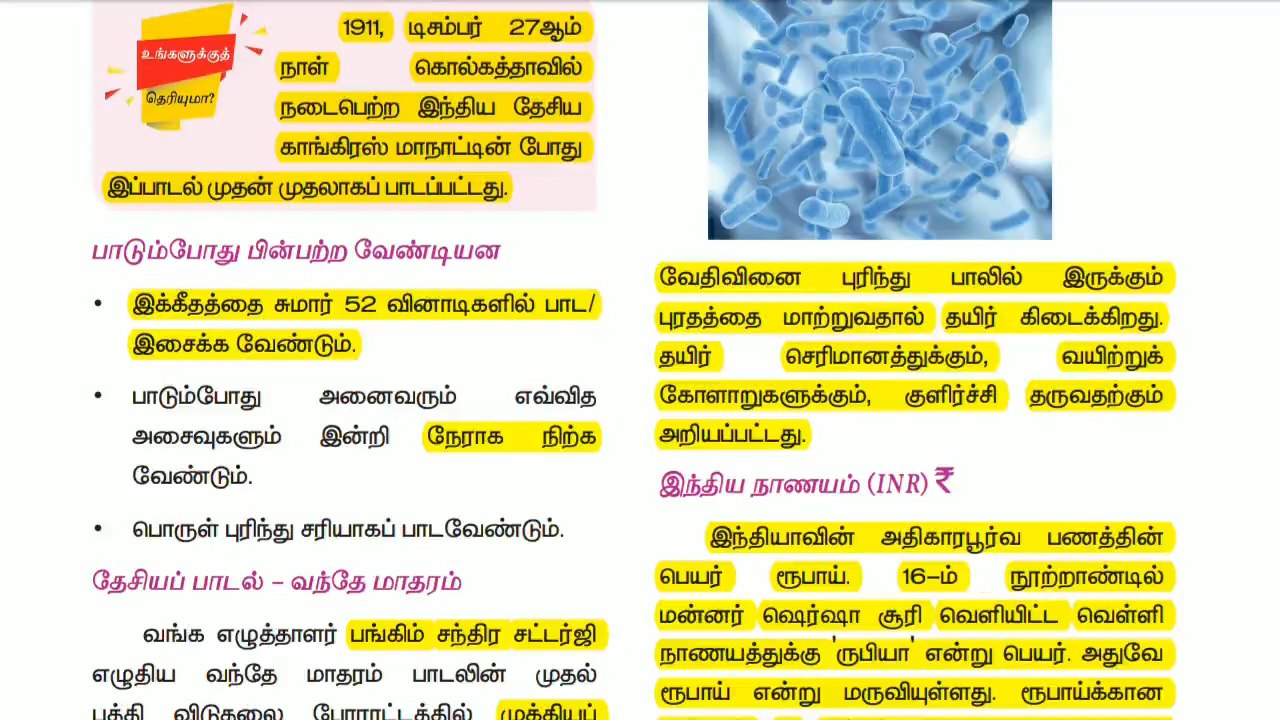 உங்களுக்குத்
தெரியுமா?
1911, டிசம்பர் 27ஆம்
நாள் கொல்கத்தாவில்
நடைபெற்ற இந்திய தேசிய
காங்கிரஸ் மாநாட்டின் போது
இப்பாடல் முதன் முதலாகப் பாடப்பட்டது.
பாடும்போது பின்பற்ற வேண்டியன
• இக்கீதத்தை சுமார் 52 வினாடிகளில் பாட/
இசைக்க வேண்டும்.
• பாடும்போது அனைவரும் எவ்வித
அசைவுகளும் இன்றி நேராக நிற்க
வேண்டும்.
• பொருள் புரிந்து சரியாகப் பாடவேண்டும்.
தேசியப் பாடல் – வந்தே மாதரம்
வங்க எழுத்தாளர் பங்கிம் சந்திர சட்டர்ஜி
எழுதிய வந்தே மாதரம் பாடலின் முதல்
பத்தி விடுதலை போராட்டத்தில் முக்கியப்
வேதிவினை புரிந்து பாலில் இருக்கும்
புரதத்தை மாற்றுவதால் தயிர் கிடைக்கிறது.
தயிர் செரிமானத்துக்கும், வயிற்றுக்
கோளாறுகளுக்கும், குளிர்ச்சி தருவதற்கும்
அறியப்பட்டது.
இந்திய நாணயம் (INR) ₹
இந்தியாவின் அதிகாரபூர்வ பணத்தின்
பெயர் ரூபாய். 16–ம் நூற்றாண்டில்
மன்னர் ஷெர்ஷா சூரி வெளியிட்ட வெள்ளி
நாணயத்துக்கு 'ருபியா' என்று பெயர். அதுவே
ரூபாய் என்று மருவியுள்ளது. ரூபாய்க்கான